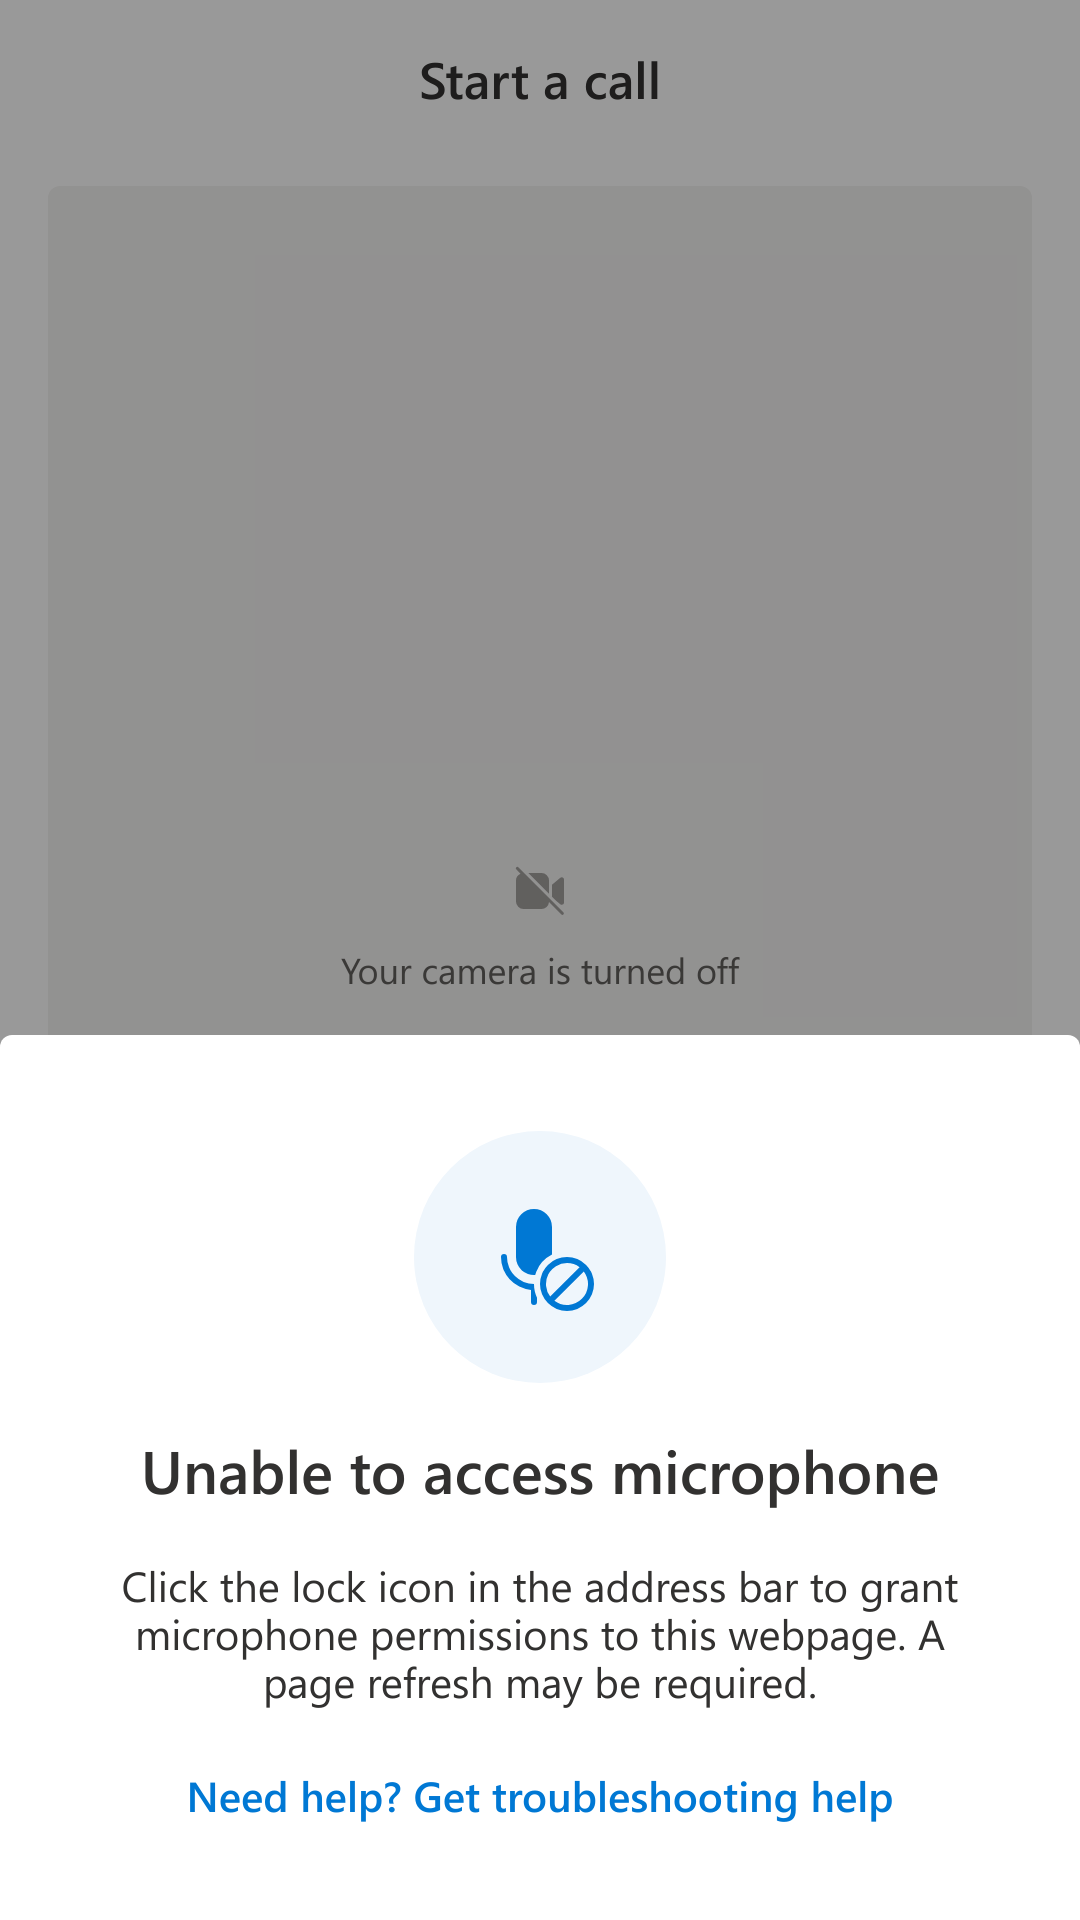 Start a call
Your camera is turned off
Unable to access microphone
Click the lock icon in the address bar to grant
microphone permissions to this webpage. A
page refresh may be required.
Need help? Get troubleshooting help